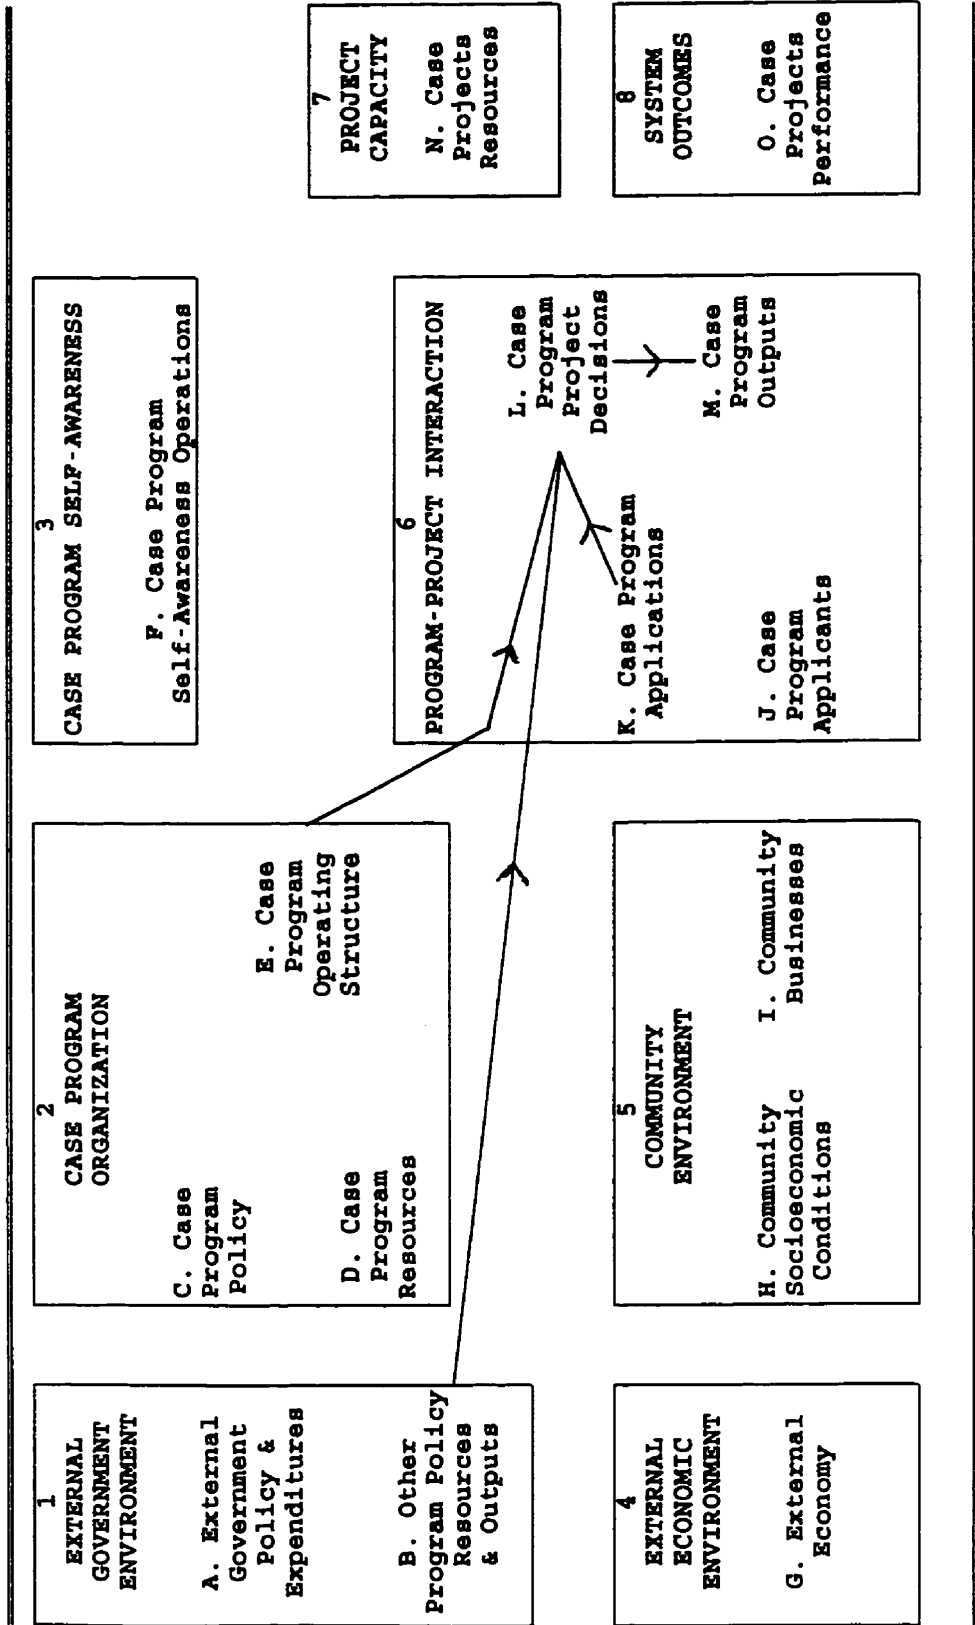 1
EXTERNAL
GOVERNMENT
ENVIRONMENT
A. External
Government
Policy &
Expenditures
B. Other
Program Policy
Resources
& Outputs
2
CASE PROGRAM
ORGANIZATION
C. Case
Program
Policy
D. Case
Program
Resources
E. Case
Program
Operating
Structure
3
CASE PROGRAM SELF-AWARENESS
F. Case Program
Self-Awareness Operations
4
EXTERNAL
ECONOMIC
ENVIRONMENT
G. External
Economy
5
COMMUNITY
ENVIRONMENT
H. Community
Socioeconomic
Conditions
I. Community
Businesses
6
PROGRAM-PROJECT INTERACTION
K. Case Program
Applications
J. Case
Program
Applicants
L. Case
Program
Project
Decisions
M. Case
Program
Outputs
7
PROJECT
CAPACITY
N. Case
Projects
Resources
8
SYSTEM
OUTCOMES
O. Case
Projects
Performance